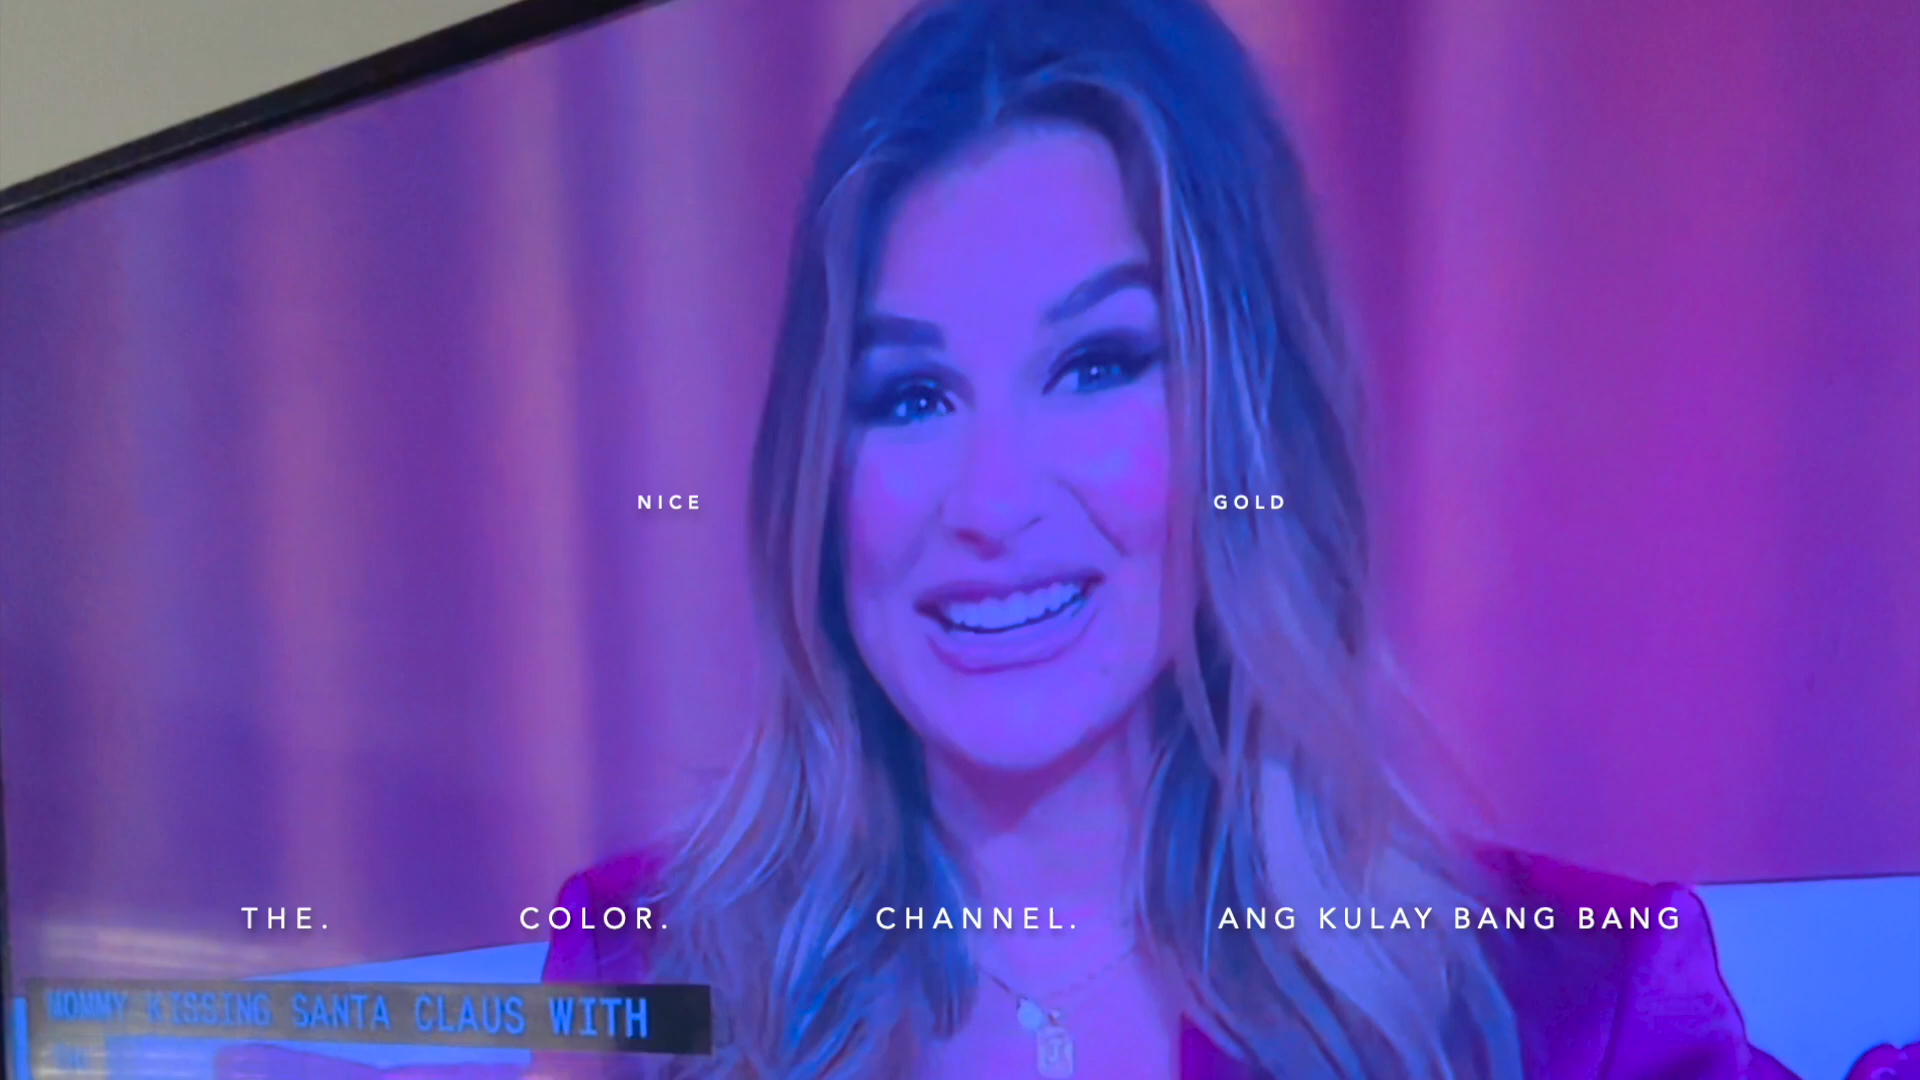 NICE GOLD
THE. COLOR. CHANNEL. ANG KULAY BANG BANG
MOMMY KISSING SANTA CLAUS WITH